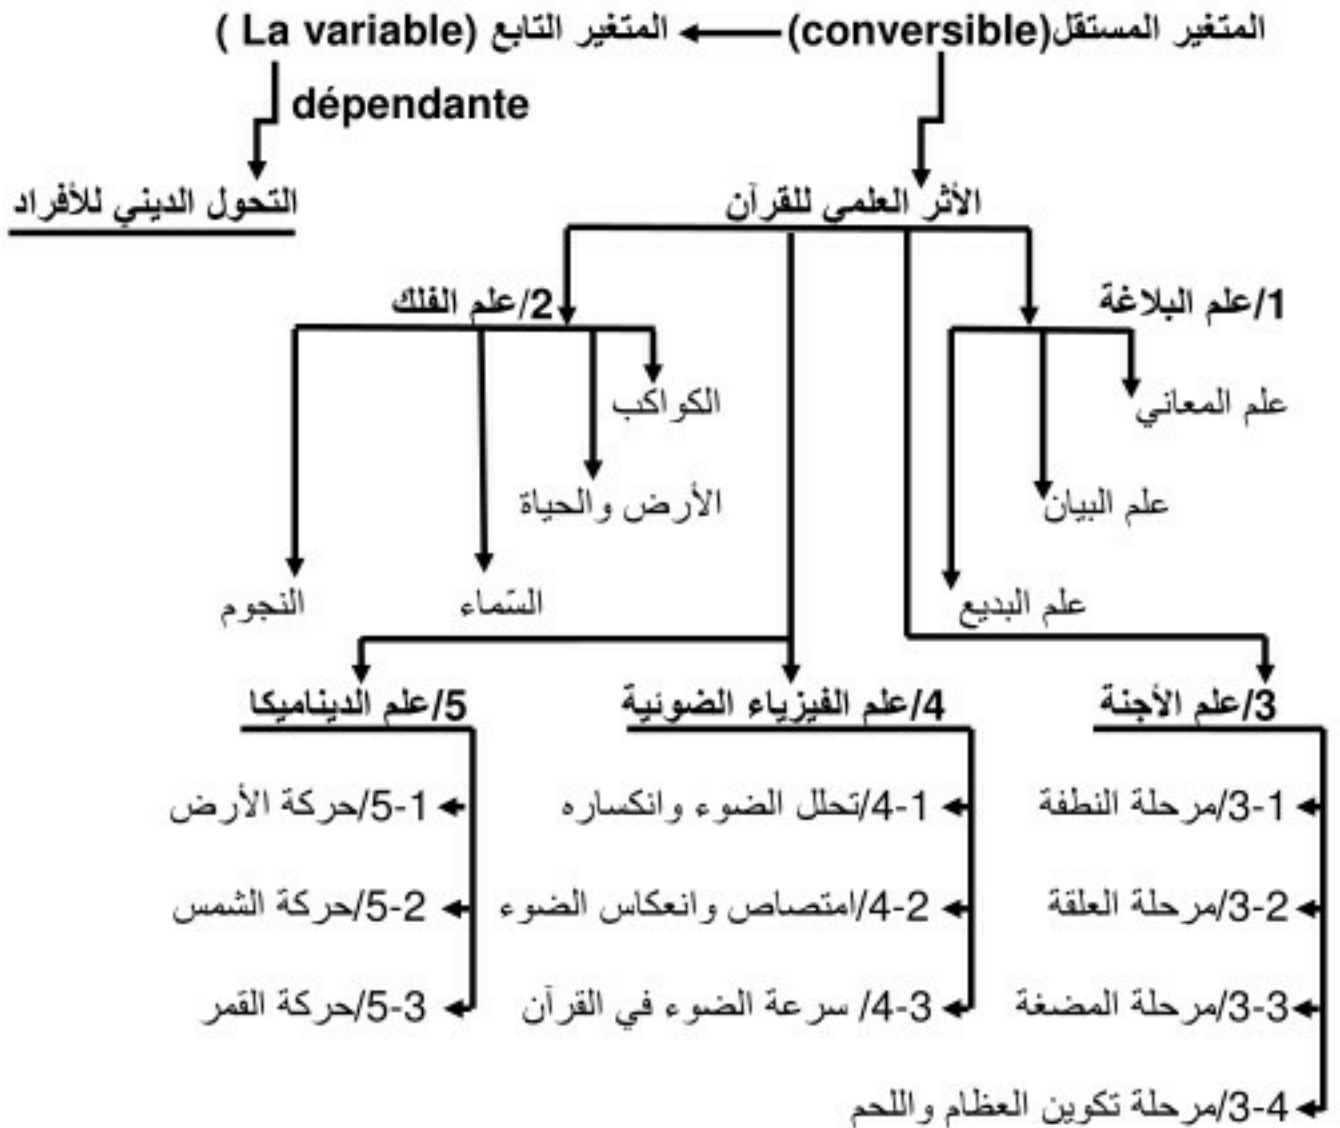 المتغير المستقل(conversible) المتغير التابع (La variable )
dépendante
الأثر العلمي للقرآن
التحول الديني للأفراد
1/علم البلاغة
2/علم الفلك
علم المعاني
الكواكب
علم البيان
الأرض والحياة
علم البديع
السّماء
النجوم
3/علم الأجنة
4/علم الفيزياء الضوئية
5/علم الديناميكا
3-1/مرحلة النطفة
4-1/تحلل الضوء وانكساره
5-1/حركة الأرض
3-2/مرحلة العلقة
4-2/امتصاص وانعكاس الضوء
5-2/حركة الشمس
3-3/مرحلة المضغة
4-3/ سرعة الضوء في القرآن
5-3/حركة القمر
3-4/مرحلة تكوين العظام واللحم